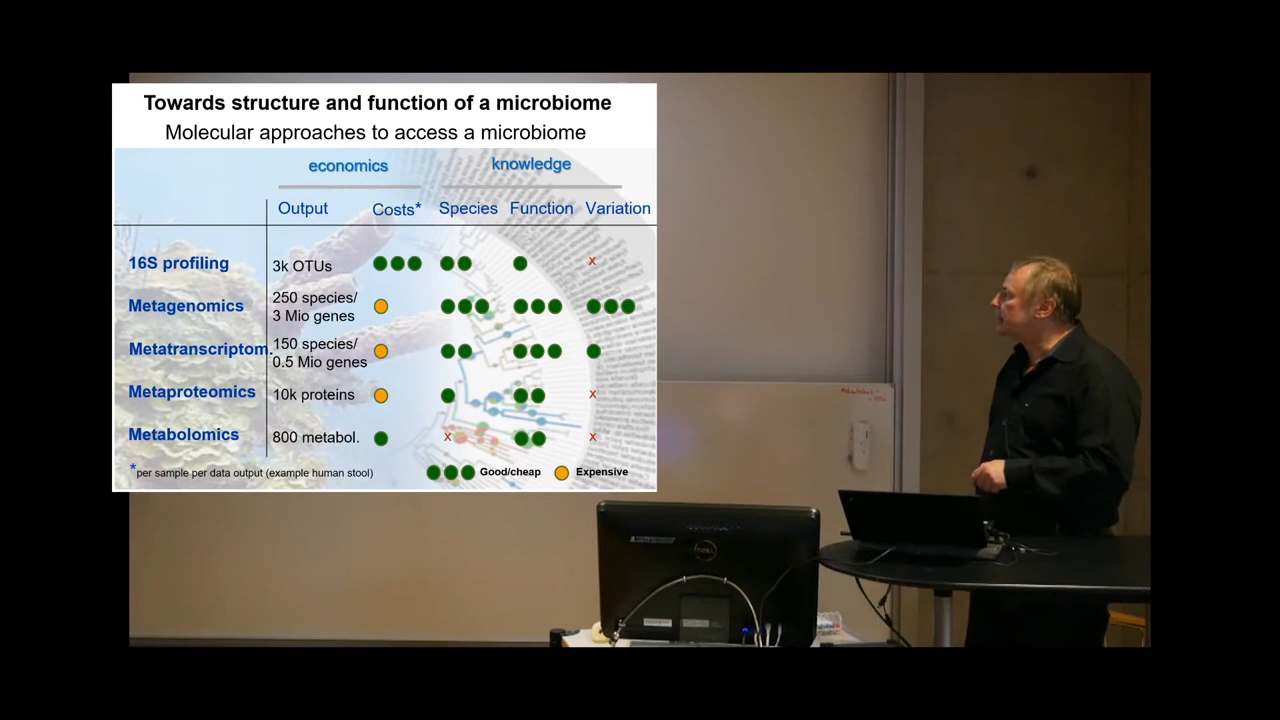 Towards structure and function of a microbiome
Molecular approaches to access a microbiome
economics knowledge
Output Costs* Species Function Variation
16S profiling 3k OTUs x
Metagenomics 250 species/
3 Mio genes
Metatranscriptom. 150 species/
0.5 Mio genes
Metaproteomics 10k proteins x
Metabolomics 800 metabol. x x
*per sample per data output (example human stool) Good/cheap Expensive
DELL